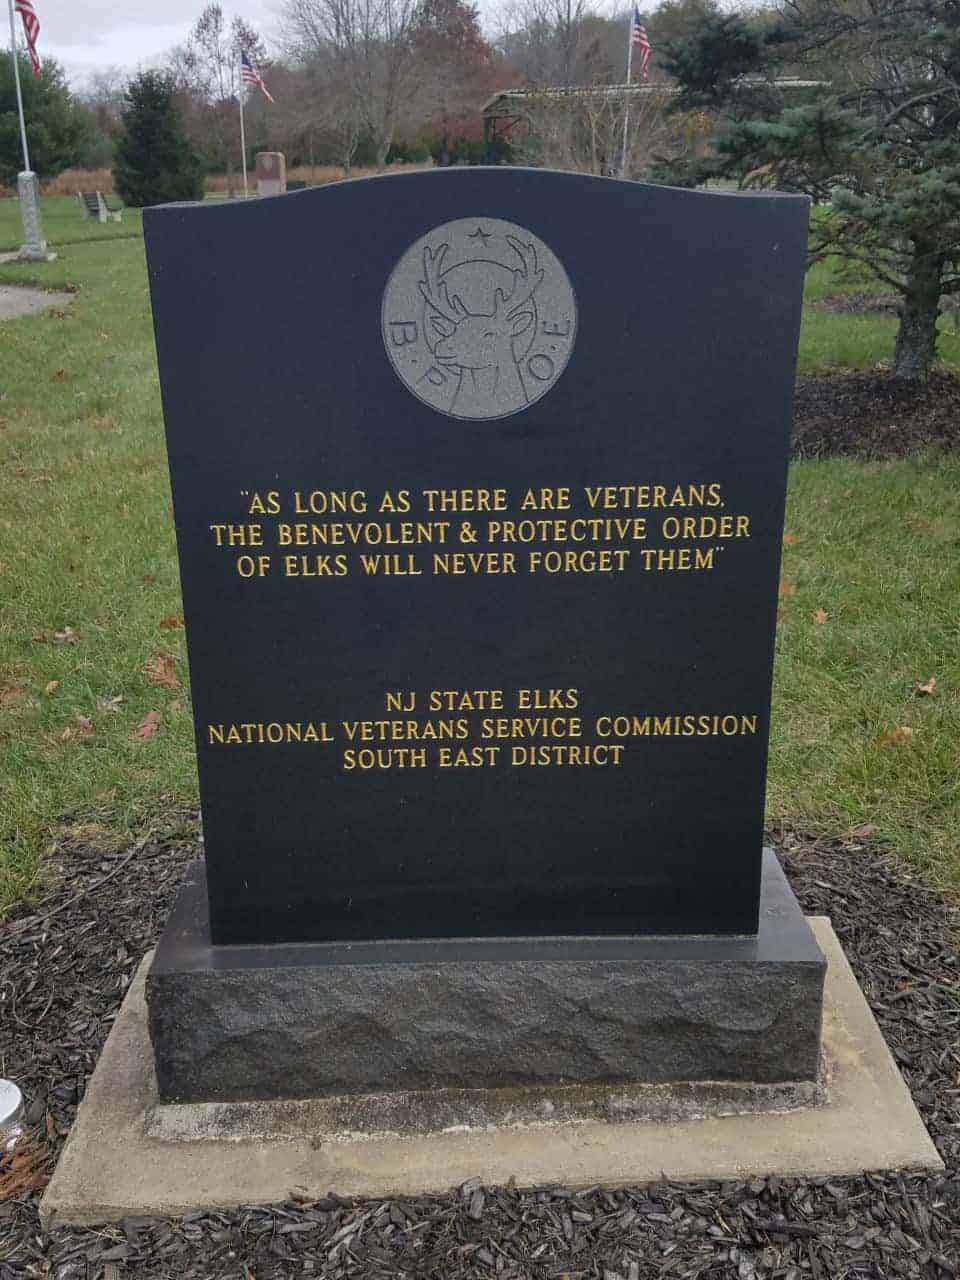 B·P·O·E
"AS LONG AS THERE ARE VETERANS,
THE BENEVOLENT & PROTECTIVE ORDER
OF ELKS WILL NEVER FORGET THEM"
NJ STATE ELKS
NATIONAL VETERANS SERVICE COMMISSION
SOUTH EAST DISTRICT